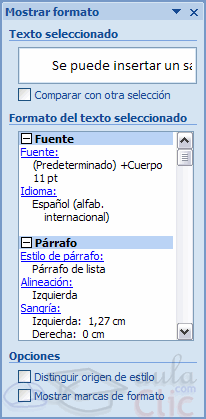 Mostrar formato
Texto seleccionado
Se puede insertar un sa
Comparar con otra selección
Formato del texto seleccionado
Fuente
Fuente:
(Predeterminado) +Cuerpo
11 pt
Idioma:
Español (alfab.
internacional)
Párrafo
Estilo de párrafo:
Párrafo de lista
Alineación:
Izquierda
Sangría:
Izquierda: 1,27 cm
Derecha: 0 cm
Opciones
Distinguir origen de estilo
Mostrar marcas de formato
aula
clic
.com